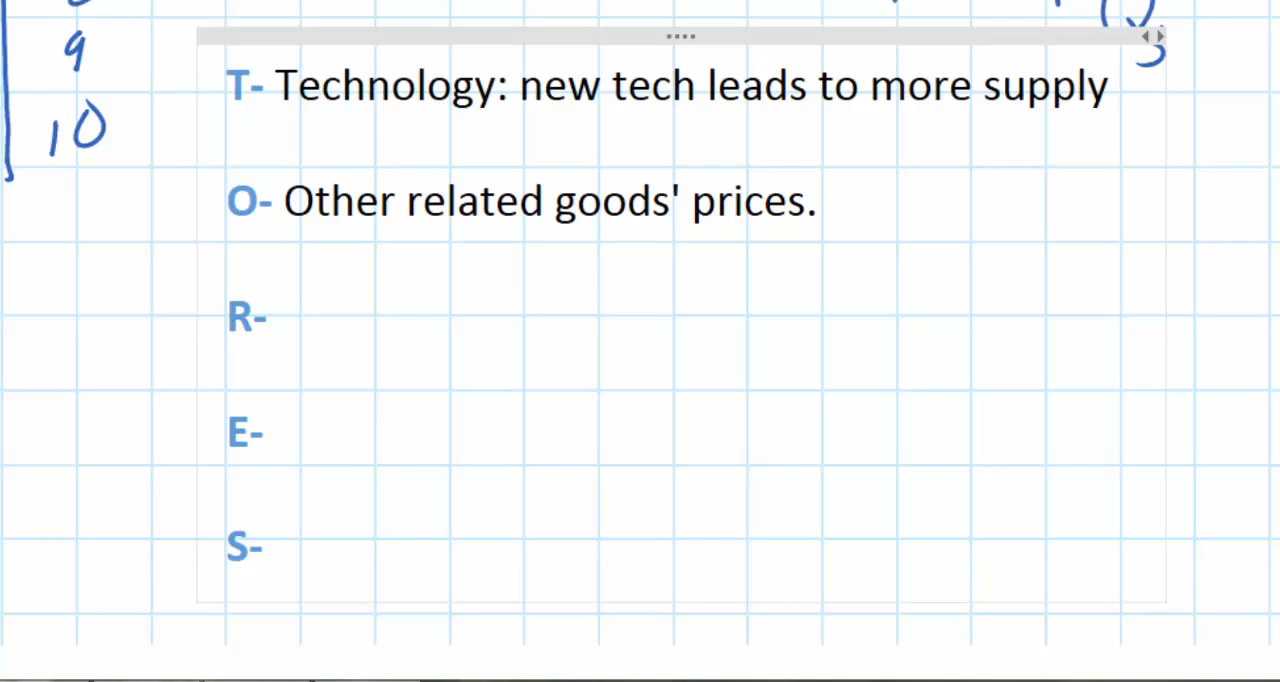 9
10
T- Technology: new tech leads to more supply
O- Other related goods' prices.
R-
E-
S-